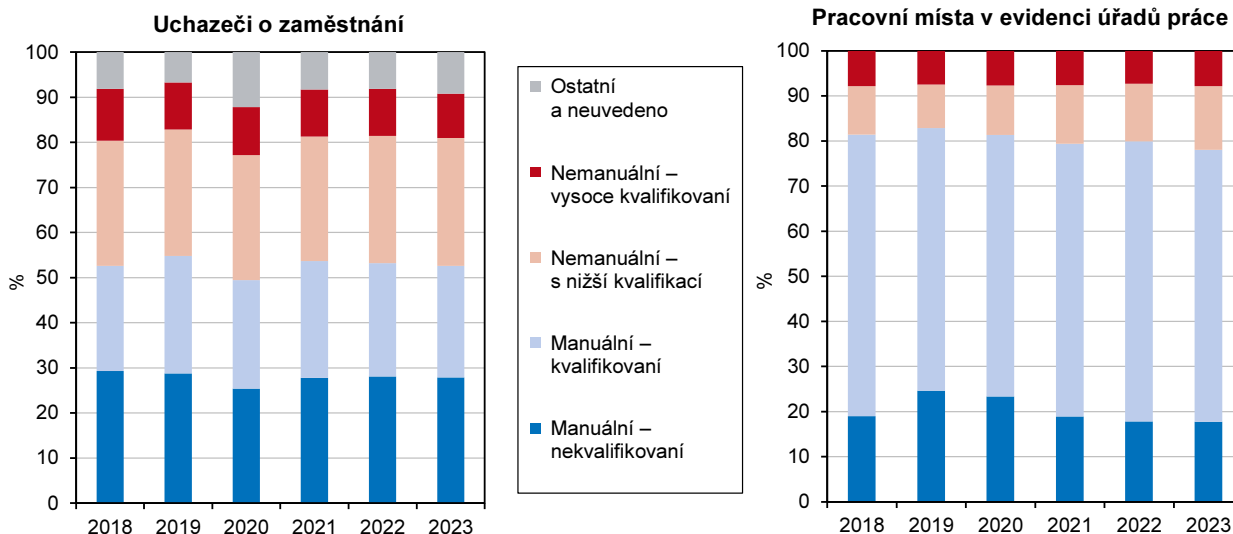 Uchazeči o zaměstnání
100
90
80
70
60
50
40
30
20
10
0
%
2018 2019 2020 2021 2022 2023
Ostatní
a neuvedeno
Nemanuální –
vysoce kvalifikovaní
Nemanuální –
s nižší kvalifikací
Manuální –
kvalifikovaní
Manuální –
nekvalifikovaní
Pracovní místa v evidenci úřadů práce
100
90
80
70
60
50
40
30
20
10
0
%
2018 2019 2020 2021 2022 2023